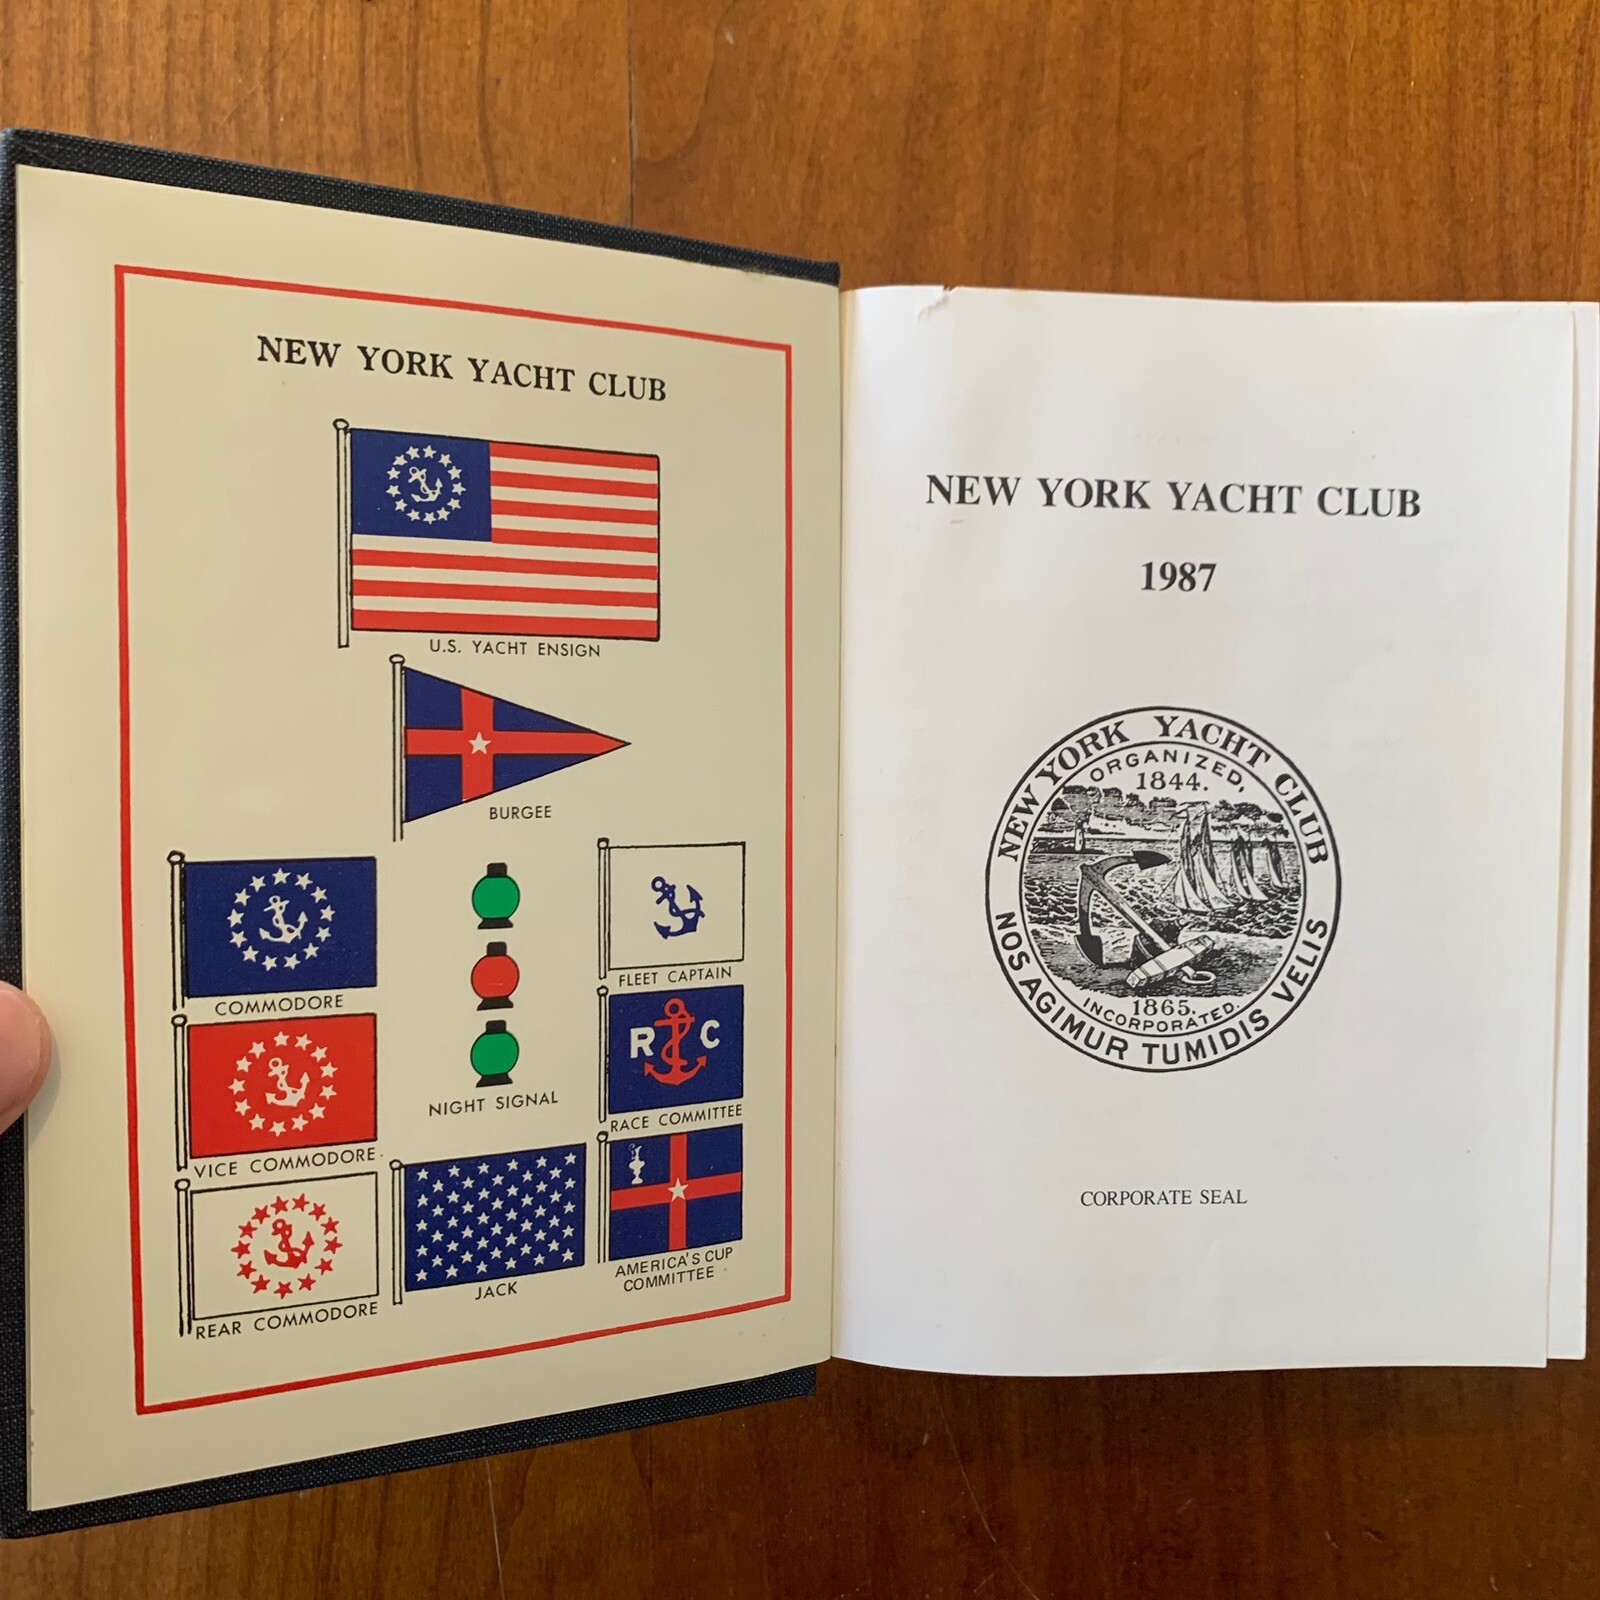 NEW YORK YACHT CLUB
U.S. YACHT ENSIGN
BURGEE
COMMODORE
FLEET CAPTAIN
R C
RACE COMMITTEE
NIGHT SIGNAL
VICE COMMODORE
REAR COMMODORE
JACK
AMERICA'S CUP
COMMITTEE
NEW YORK YACHT CLUB
1987
NEW YORK YACHT CLUB
ORGANIZED,
1844.
1865.
INCORPORATED.
NOS AGIMUR TUMIDIS VELIS
CORPORATE SEAL